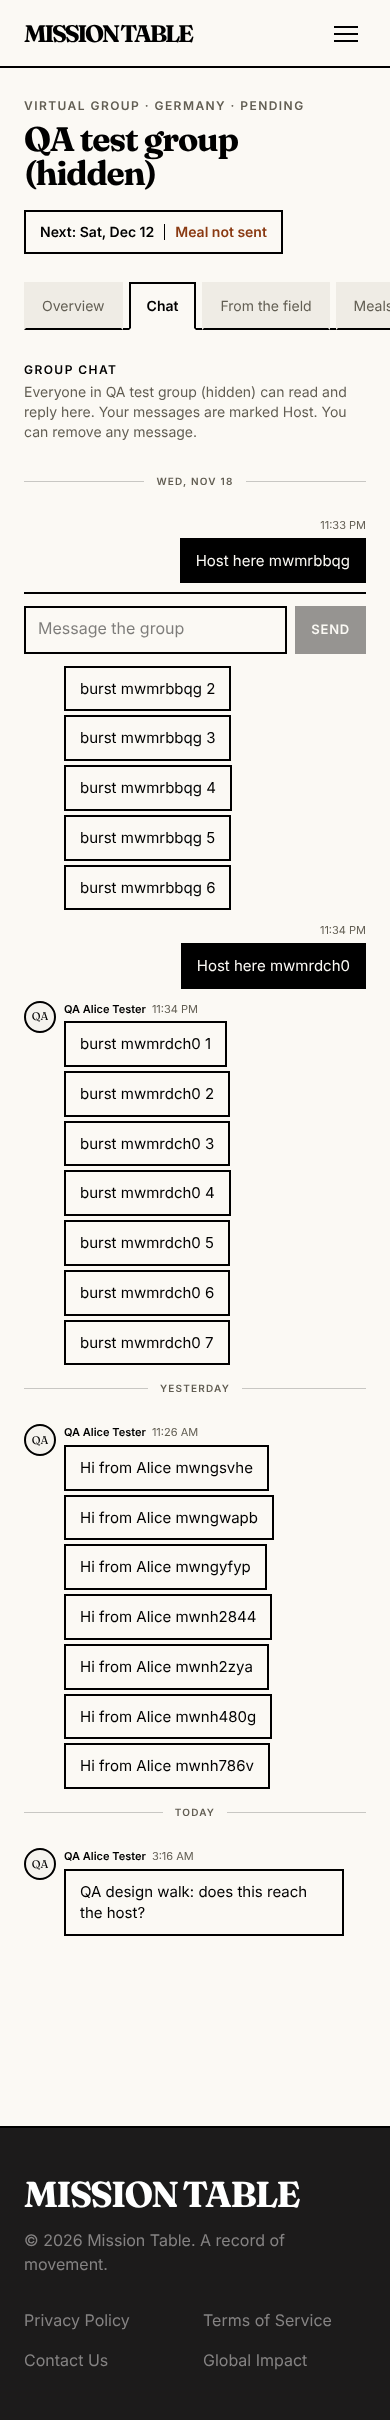 MISSION TABLE
VIRTUAL GROUP · GERMANY · PENDING
QA test group
(hidden)
Next: Sat, Dec 12 | Meal not sent
Overview
Chat
From the field
Meals
GROUP CHAT
Everyone in QA test group (hidden) can read and
reply here. Your messages are marked Host. You
can remove any message.
WED, NOV 18
11:33 PM
Host here mwmrbbqg
Message the group
SEND
burst mwmrbbqg 2
burst mwmrbbqg 3
burst mwmrbbqg 4
burst mwmrbbqg 5
burst mwmrbbqg 6
11:34 PM
Host here mwmrdch0
QA
QA Alice Tester 11:34 PM
burst mwmrdch0 1
burst mwmrdch0 2
burst mwmrdch0 3
burst mwmrdch0 4
burst mwmrdch0 5
burst mwmrdch0 6
burst mwmrdch0 7
YESTERDAY
QA
QA Alice Tester 11:26 AM
Hi from Alice mwngsvhe
Hi from Alice mwngwapb
Hi from Alice mwngyfyp
Hi from Alice mwnh2844
Hi from Alice mwnh2zya
Hi from Alice mwnh480g
Hi from Alice mwnh786v
TODAY
QA
QA Alice Tester 3:16 AM
QA design walk: does this reach
the host?
MISSION TABLE
© 2026 Mission Table. A record of
movement.
Privacy Policy
Terms of Service
Contact Us
Global Impact